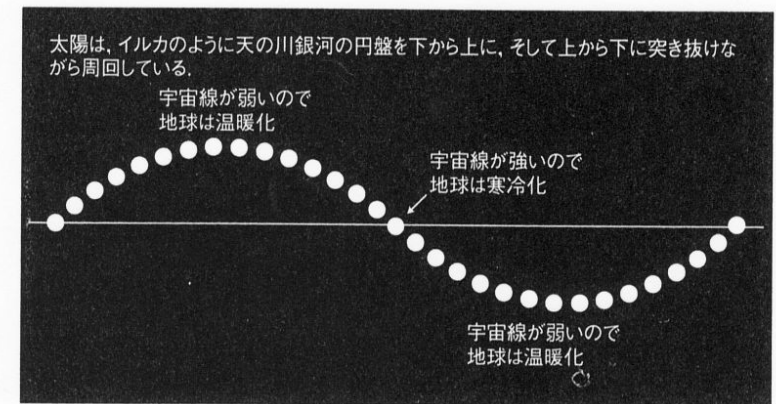 太陽は，イルカのように天の川銀河の円盤を下から上に，そして上から下に突き抜けな
がら周回している．
宇宙線が弱いので
地球は温暖化
宇宙線が強いので
地球は寒冷化
宇宙線が弱いので
地球は温暖化